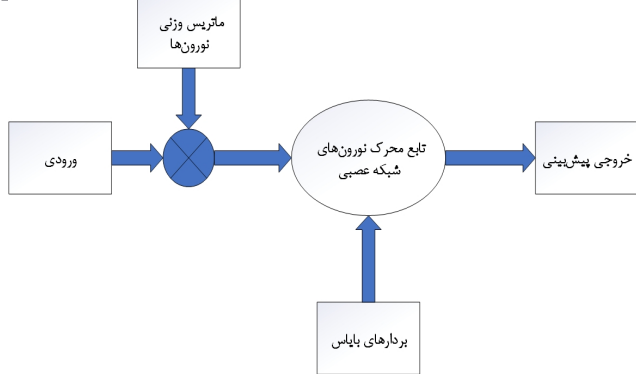 ماتریس وزنی
نورون‌ها
ورودی
تابع محرک نورون‌های
شبکه عصبی
خروجی پیش‌بینی
بردارهای بایاس